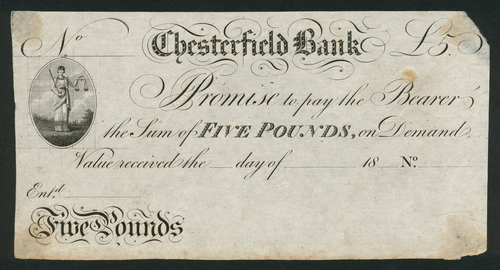 No Chesterfield Bank £5.
Promise to pay the Bearer
the Sum of FIVE POUNDS, on Demand,
Value received the day of 18 No.
Ent.d
Five Pounds